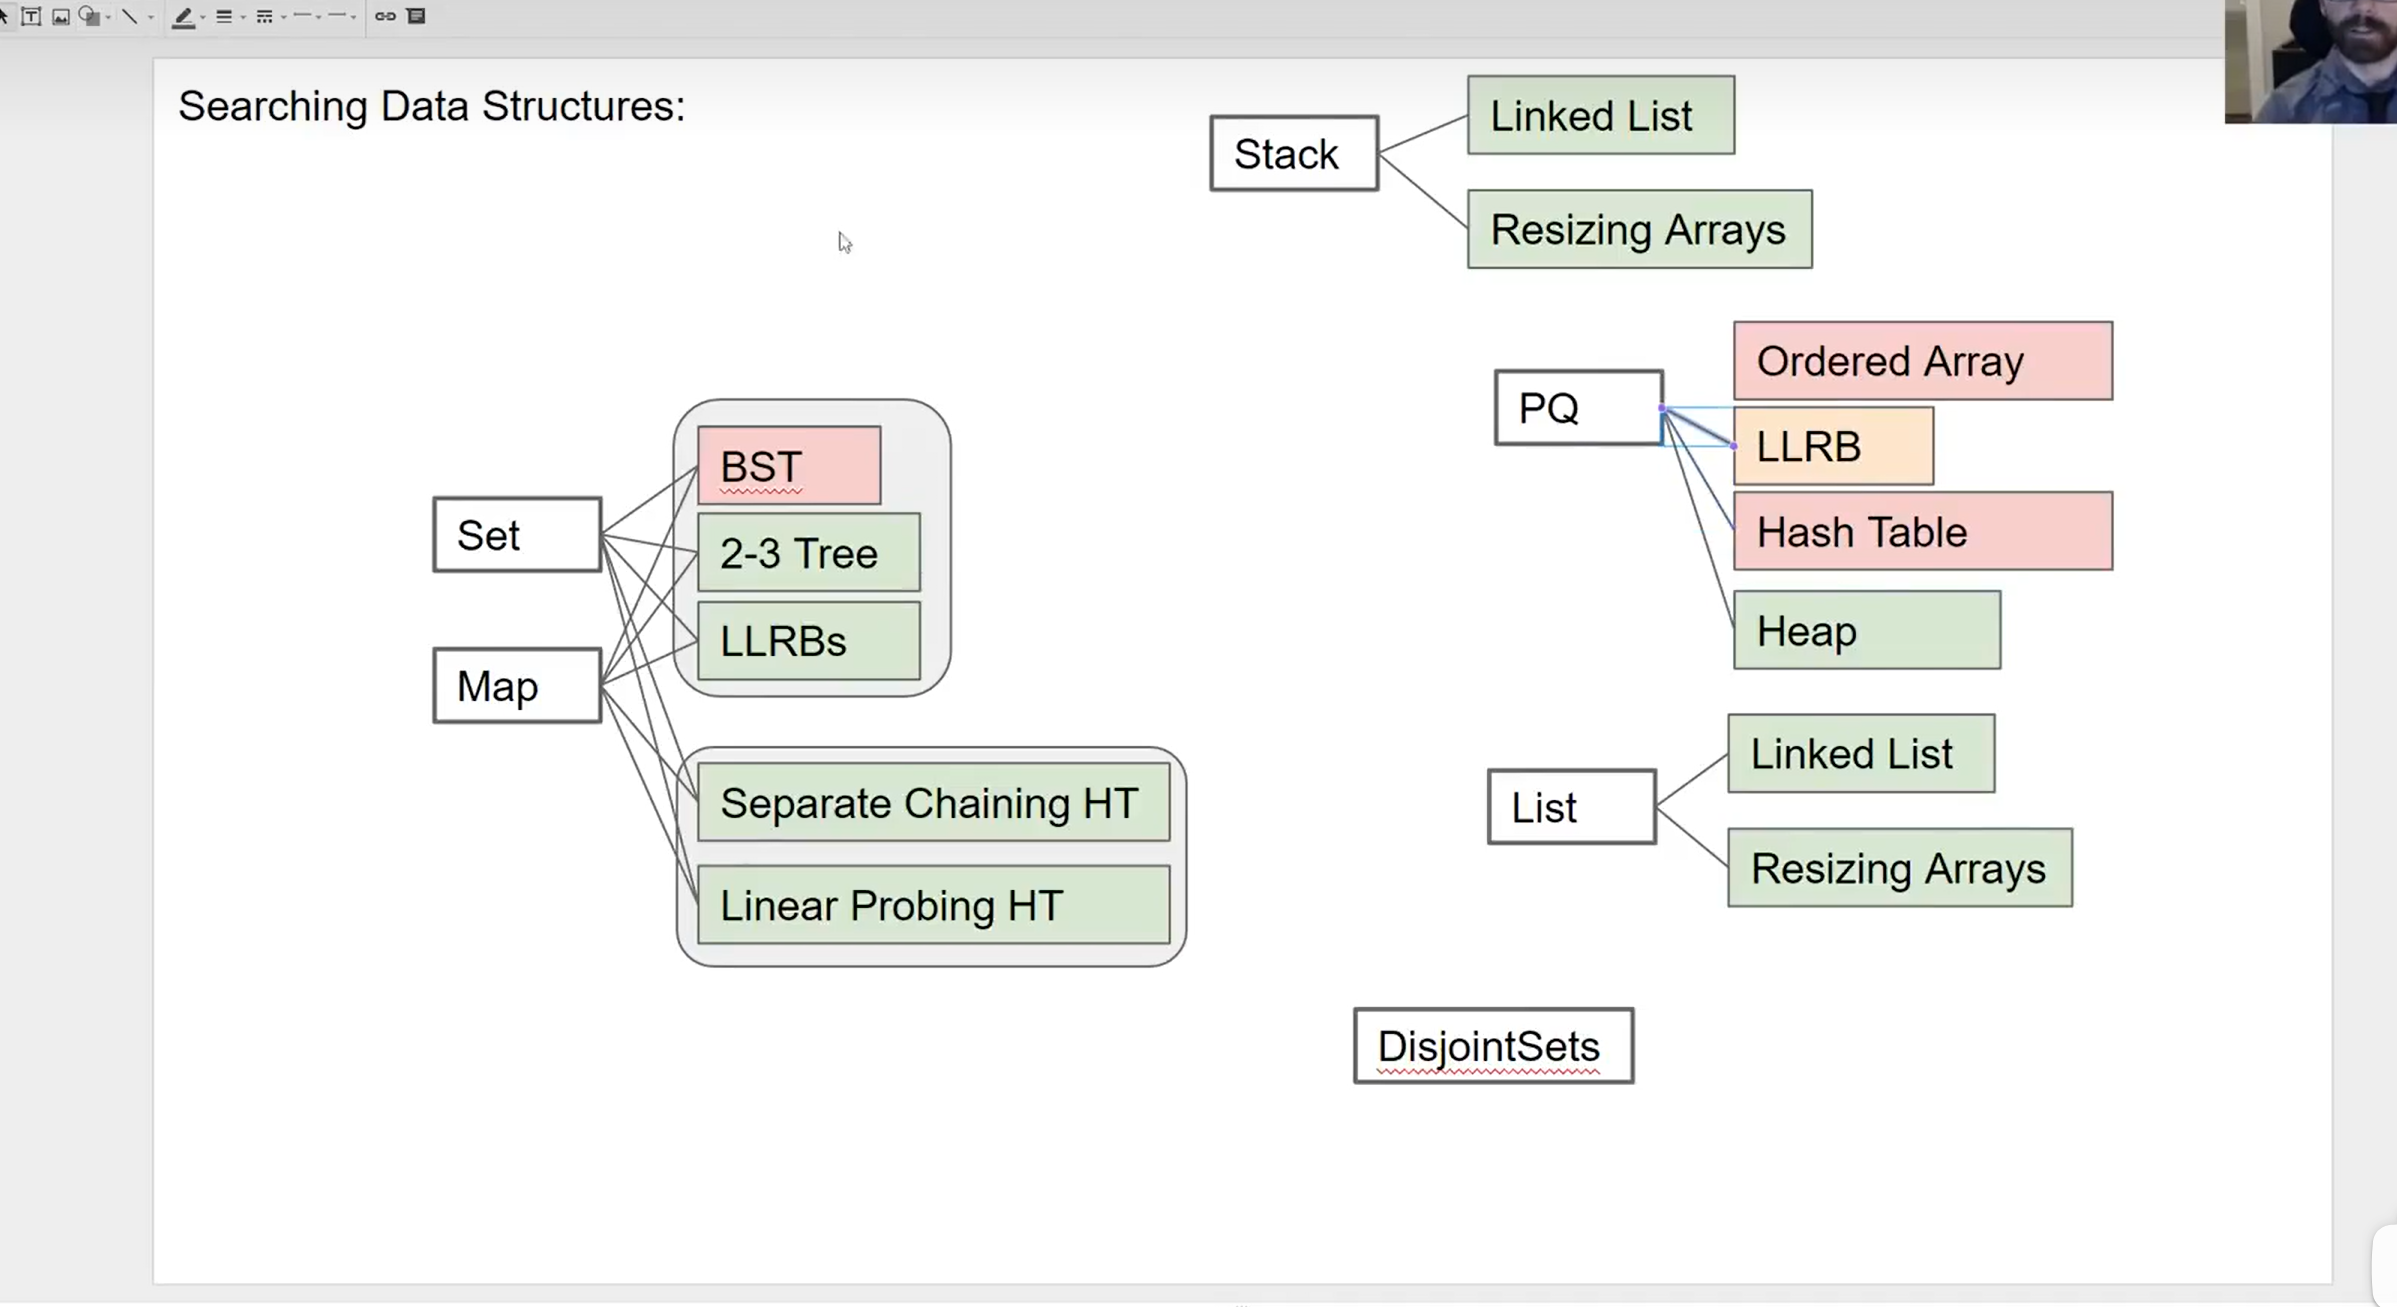 Searching Data Structures:
Stack
Linked List
Resizing Arrays
PQ
Ordered Array
LLRB
Hash Table
Heap
Set
Map
BST
2-3 Tree
LLRBs
Separate Chaining HT
Linear Probing HT
List
Linked List
Resizing Arrays
DisjointSets